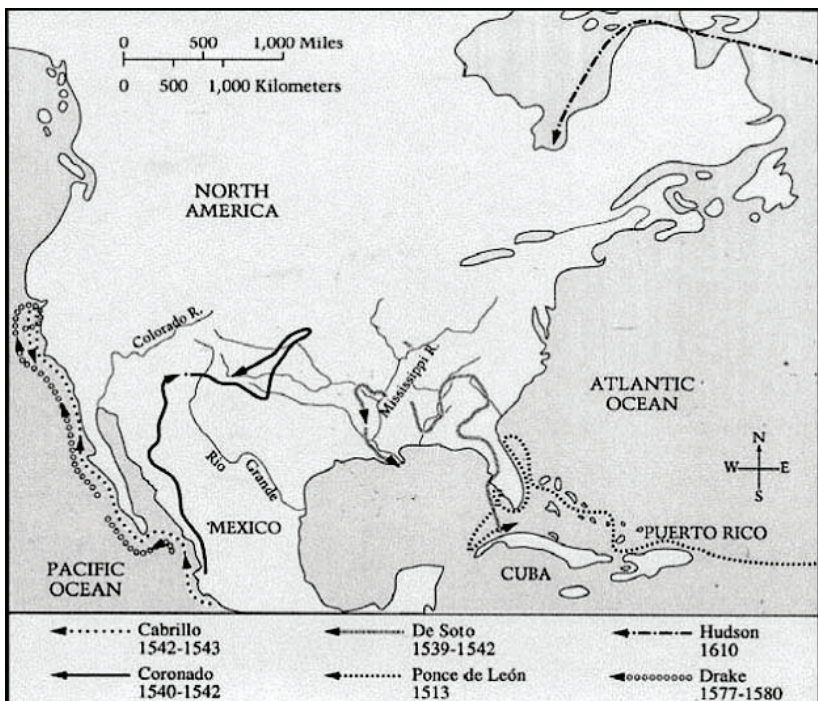 0 500 1,000 Miles
0 500 1,000 Kilometers
NORTH
AMERICA
Colorado R.
Mississippi R.
ATLANTIC
OCEAN
N
W E
S
Rio
Grande
MEXICO
PUERTO RICO
CUBA
PACIFIC
OCEAN
Cabrillo
1542-1543
De Soto
1539-1542
Hudson
1610
Coronado
1540-1542
Ponce de León
1513
Drake
1577-1580